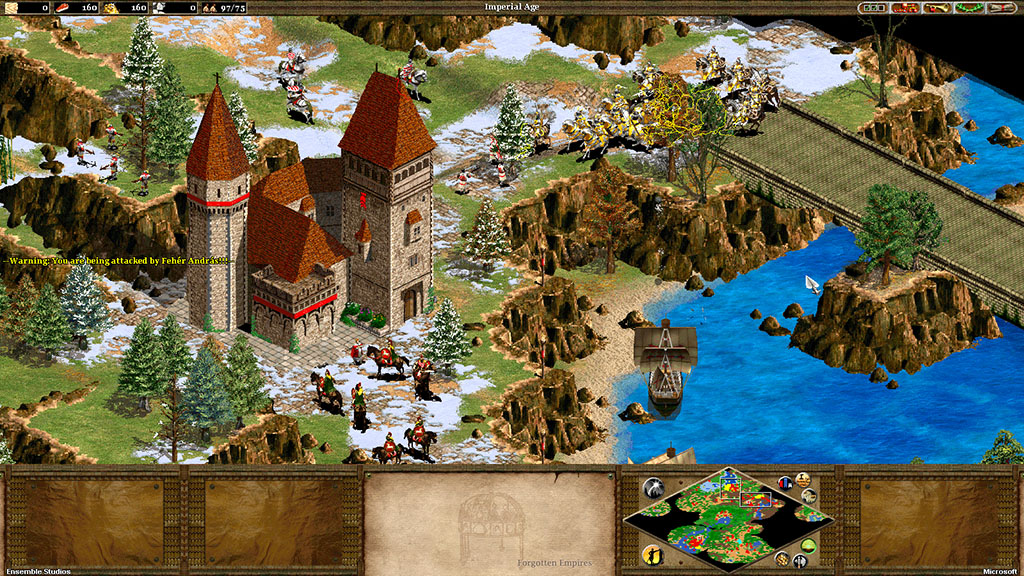 0 160 160 0 97/75 Imperial Age
--Warning: You are being attacked by Fehér András!!!
Forgotten Empires
Ensemble Studios Microsoft